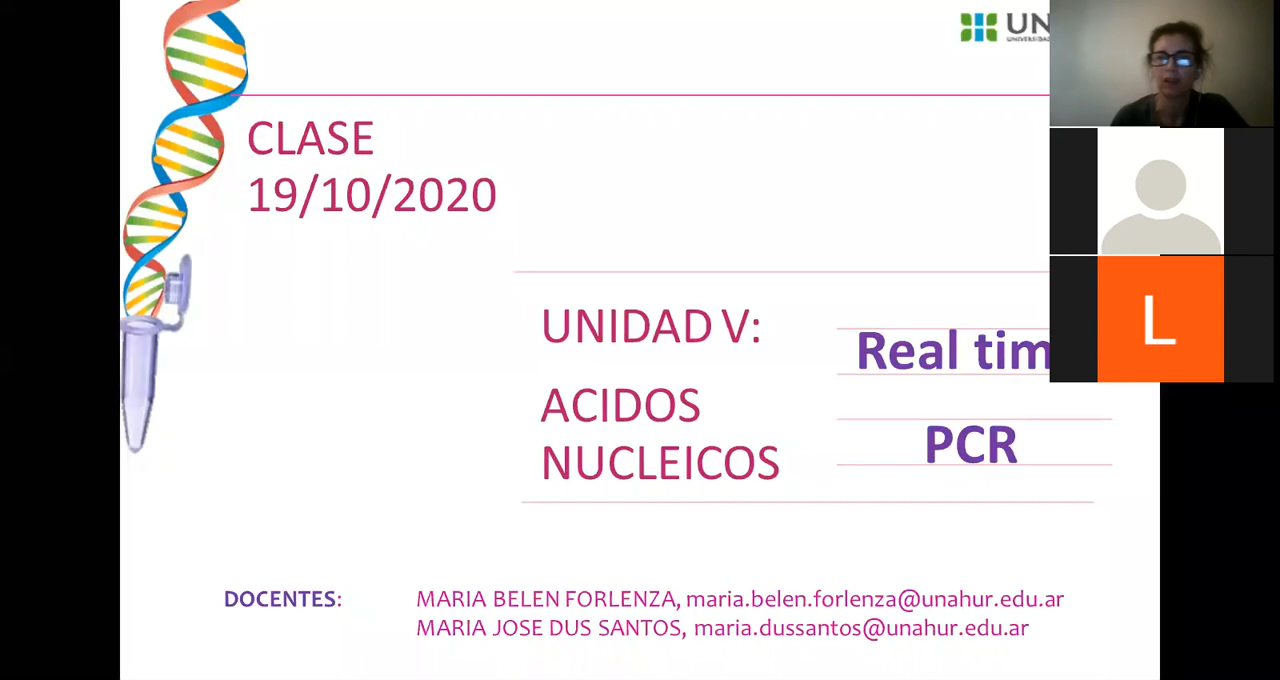 UN
CLASE
19/10/2020
UNIDAD V:
ACIDOS
NUCLEICOS
Real tim
PCR
L
DOCENTES: MARIA BELEN FORLENZA, maria.belen.forlenza@unahur.edu.ar
MARIA JOSE DUS SANTOS, maria.dussantos@unahur.edu.ar